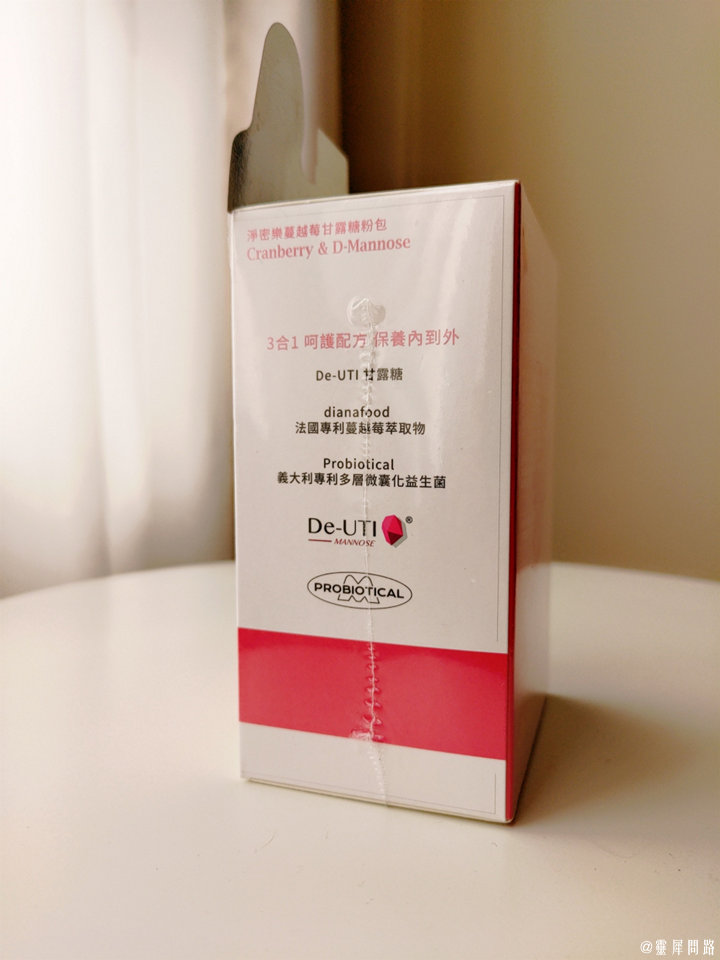 淨密樂蔓越莓甘露糖粉包
Cranberry & D-Mannose
3合1 呵護配方 保養內到外
De-UTI 甘露糖
dianafood
法國專利蔓越莓萃取物
Probiotical
義大利專利多層微囊化益生菌
De-UTI ®
MANNOSE
PROBIOTICAL
@靈犀問路